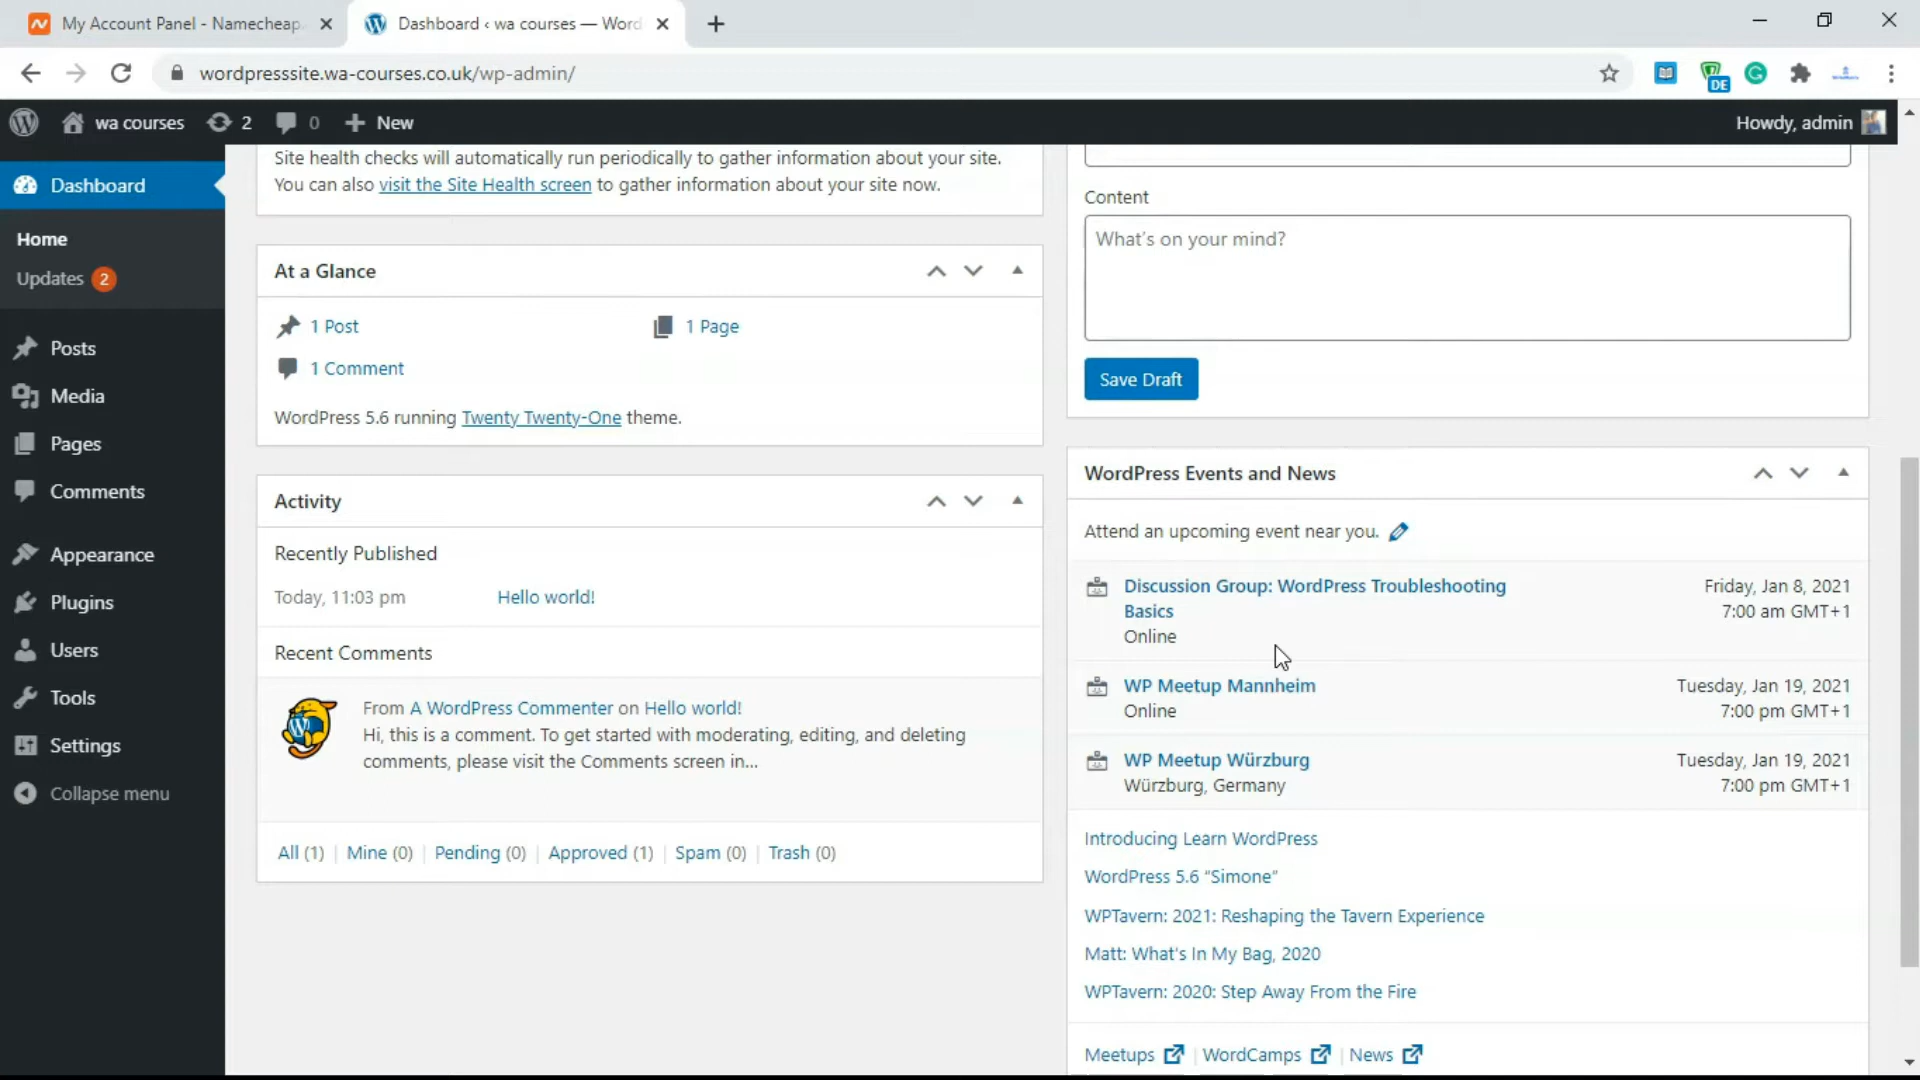 My Account Panel - Namecheap
Dashboard ‹ wa courses — Word
wordpresssite.wa-courses.co.uk/wp-admin/
DE
wa courses 2 0 New
Howdy, admin
Dashboard
Home
Updates 2
Posts
Media
Pages
Comments
Appearance
Plugins
Users
Tools
Settings
Collapse menu
Site health checks will automatically run periodically to gather information about your site.
You can also visit the Site Health screen to gather information about your site now.
At a Glance
1 Post 1 Page
1 Comment
WordPress 5.6 running Twenty Twenty-One theme.
Activity
Recently Published
Today, 11:03 pm Hello world!
Recent Comments
From A WordPress Commenter on Hello world!
Hi, this is a comment. To get started with moderating, editing, and deleting
comments, please visit the Comments screen in...
All (1) | Mine (0) | Pending (0) | Approved (1) | Spam (0) | Trash (0)
Content
What's on your mind?
Save Draft
WordPress Events and News
Attend an upcoming event near you.
Discussion Group: WordPress Troubleshooting Friday, Jan 8, 2021
Basics 7:00 am GMT+1
Online
WP Meetup Mannheim Tuesday, Jan 19, 2021
Online 7:00 pm GMT+1
WP Meetup Würzburg Tuesday, Jan 19, 2021
Würzburg, Germany 7:00 pm GMT+1
Introducing Learn WordPress
WordPress 5.6 “Simone”
WPTavern: 2021: Reshaping the Tavern Experience
Matt: What's In My Bag, 2020
WPTavern: 2020: Step Away From the Fire
Meetups | WordCamps | News